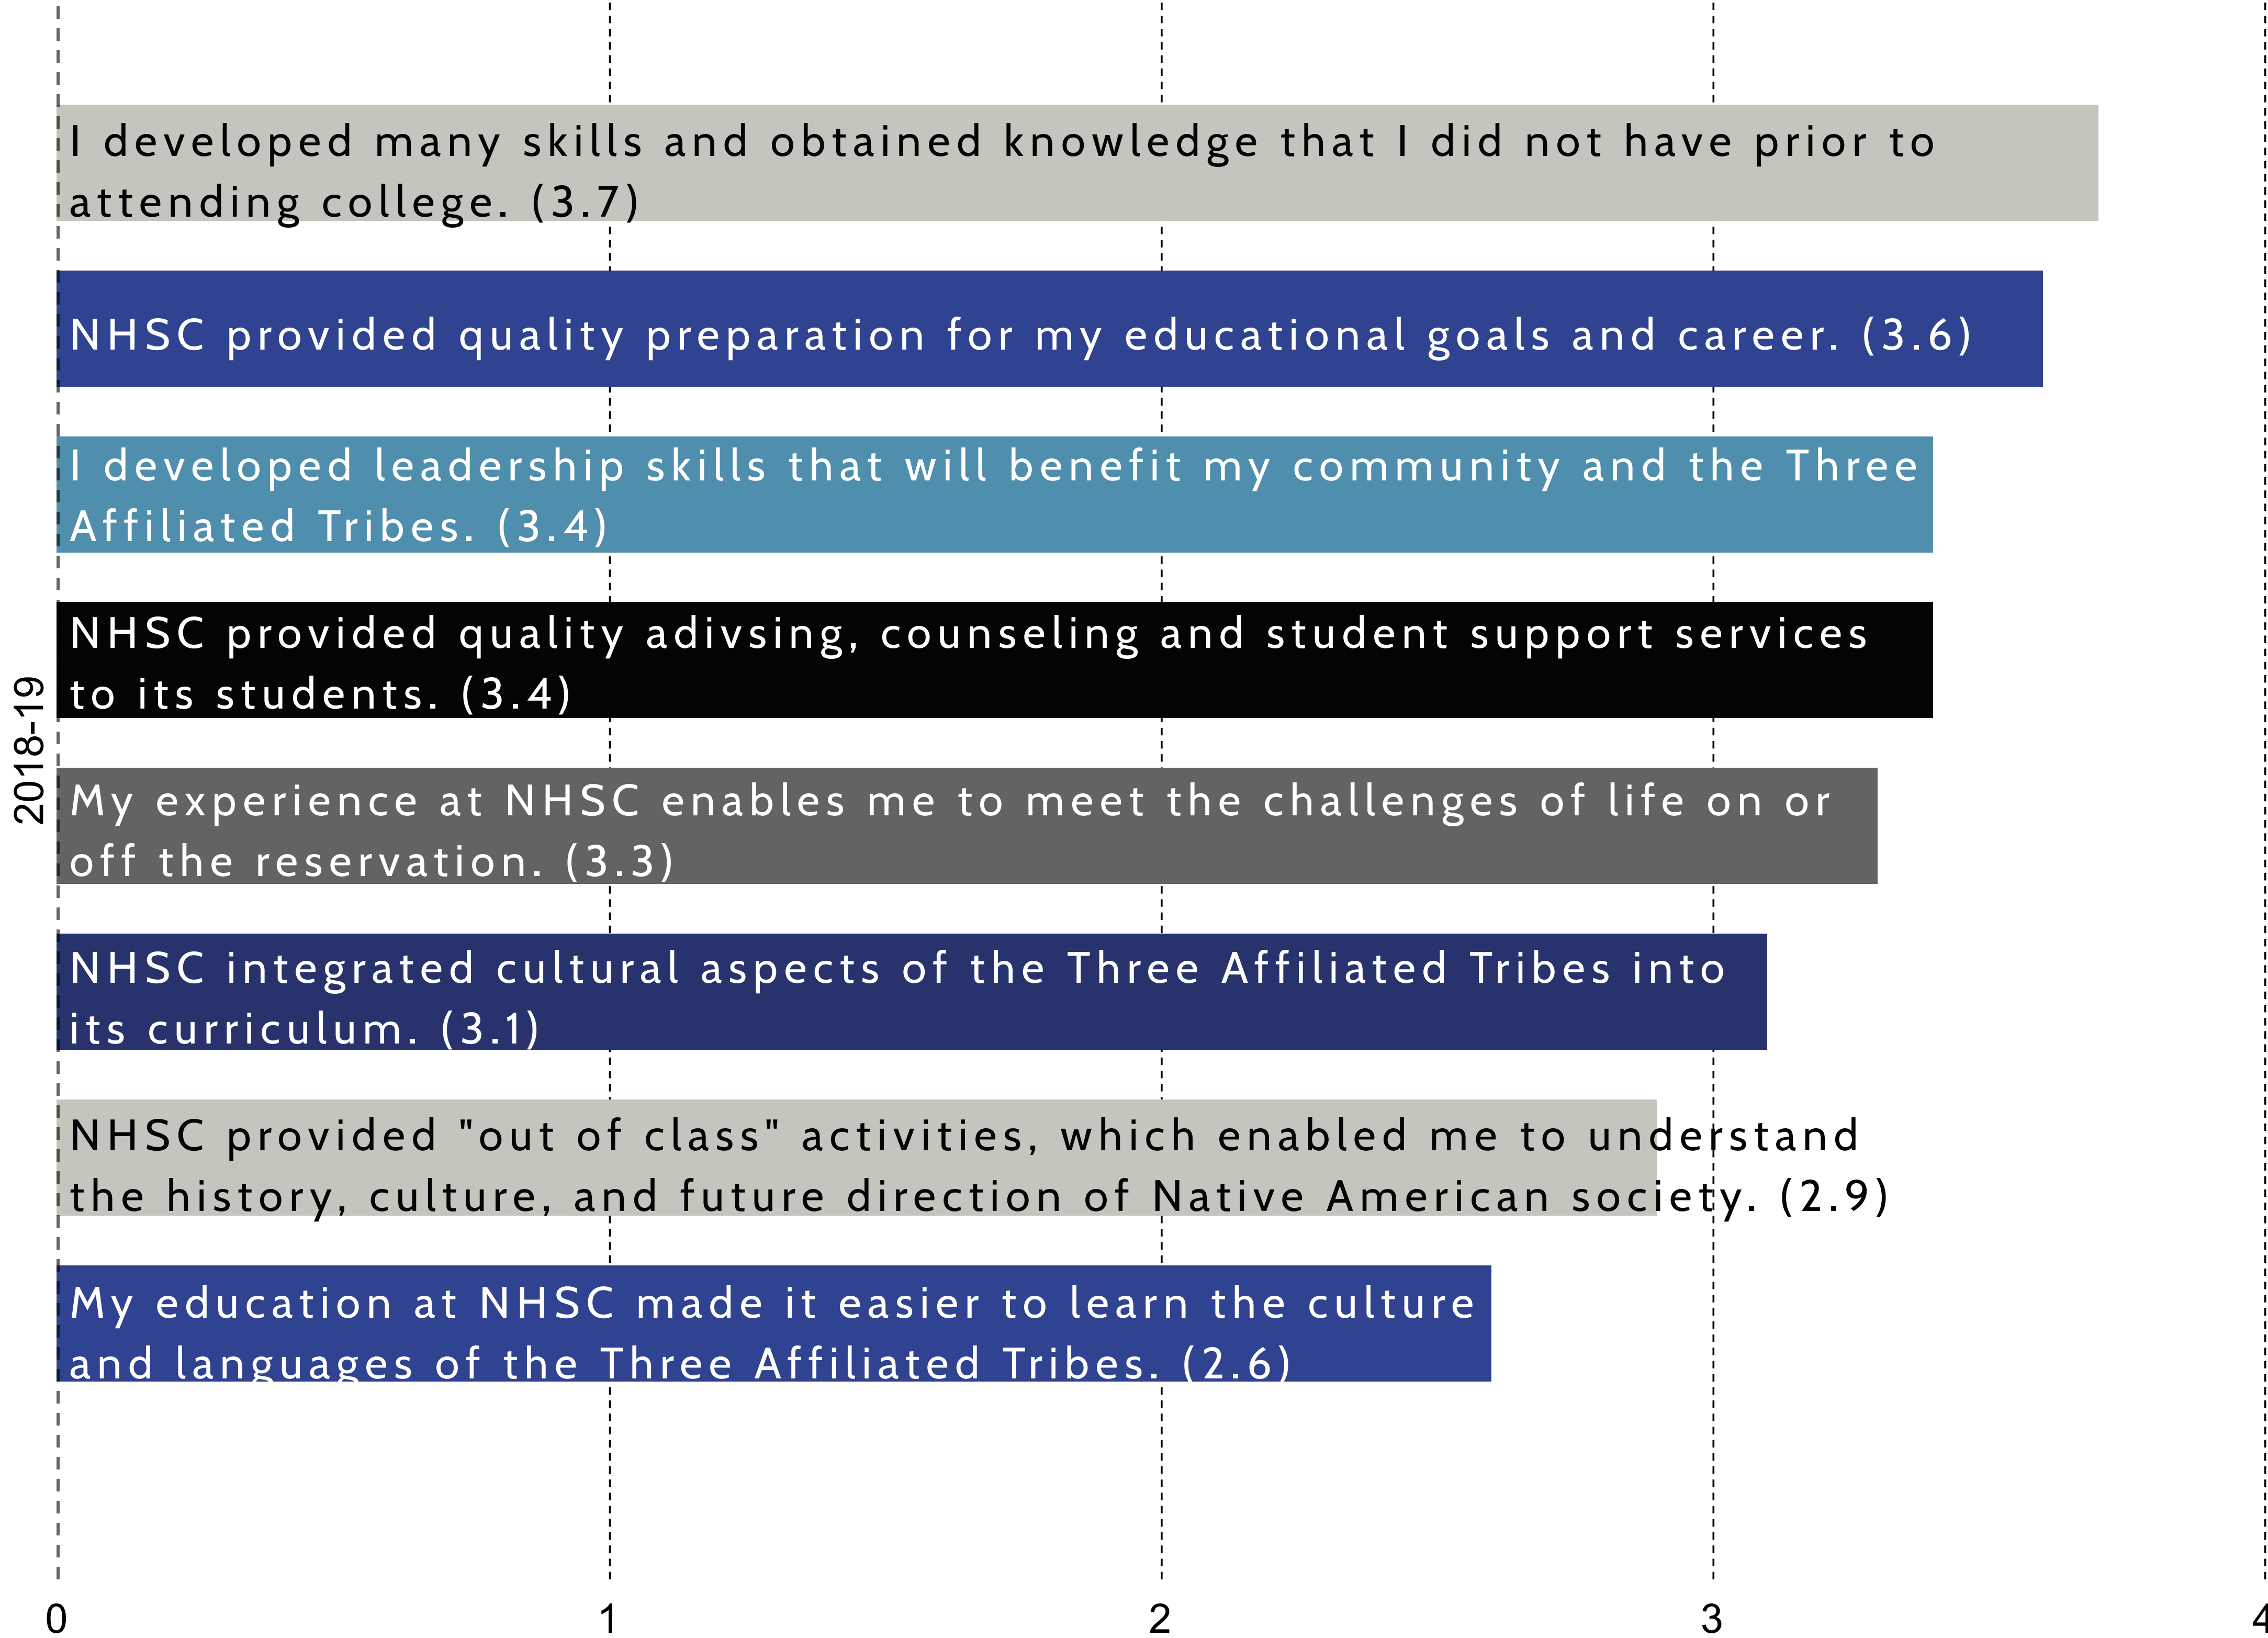 I developed many skills and obtained knowledge that I did not have prior to
attending college. (3.7)
NHSC provided quality preparation for my educational goals and career. (3.6)
I developed leadership skills that will benefit my community and the Three
Affiliated Tribes. (3.4)
NHSC provided quality adivsing, counseling and student support services
to its students. (3.4)
2018-19
My experience at NHSC enables me to meet the challenges of life on or
off the reservation. (3.3)
NHSC integrated cultural aspects of the Three Affiliated Tribes into
its curriculum. (3.1)
NHSC provided "out of class" activities, which enabled me to understand
the history, culture, and future direction of Native American society. (2.9)
My education at NHSC made it easier to learn the culture
and languages of the Three Affiliated Tribes. (2.6)
0 1 2 3 4